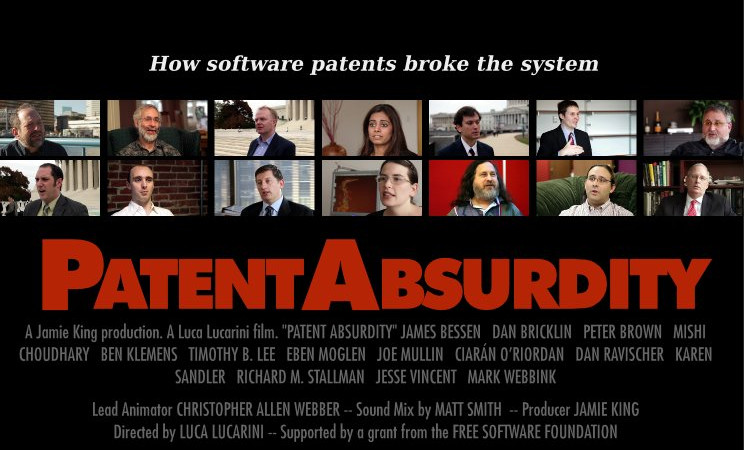 How software patents broke the system
PATENTABSURDITY
A Jamie King production. A Luca Lucarini film. "PATENT ABSURDITY" JAMES BESSEN DAN BRICKLIN PETER BROWN MISHI
CHOUDHARY BEN KLEMENS TIMOTHY B. LEE EBEN MOGLEN JOE MULLIN CIARÁN O'RIORDAN DAN RAVISCHER KAREN
SANDLER RICHARD M. STALLMAN JESSE VINCENT MARK WEBBINK
Lead Animator CHRISTOPHER ALLEN WEBBER -- Sound Mix by MATT SMITH -- Producer JAMIE KING
Directed by LUCA LUCARINI -- Supported by a grant from the FREE SOFTWARE FOUNDATION